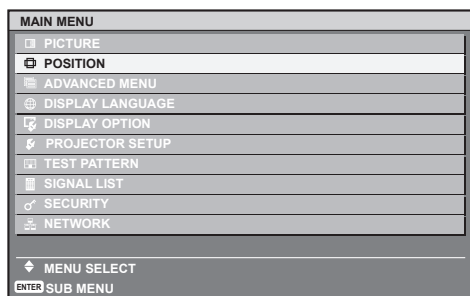 MAIN MENU
PICTURE
POSITION
ADVANCED MENU
DISPLAY LANGUAGE
DISPLAY OPTION
PROJECTOR SETUP
TEST PATTERN
SIGNAL LIST
SECURITY
NETWORK
MENU SELECT
ENTER SUB MENU